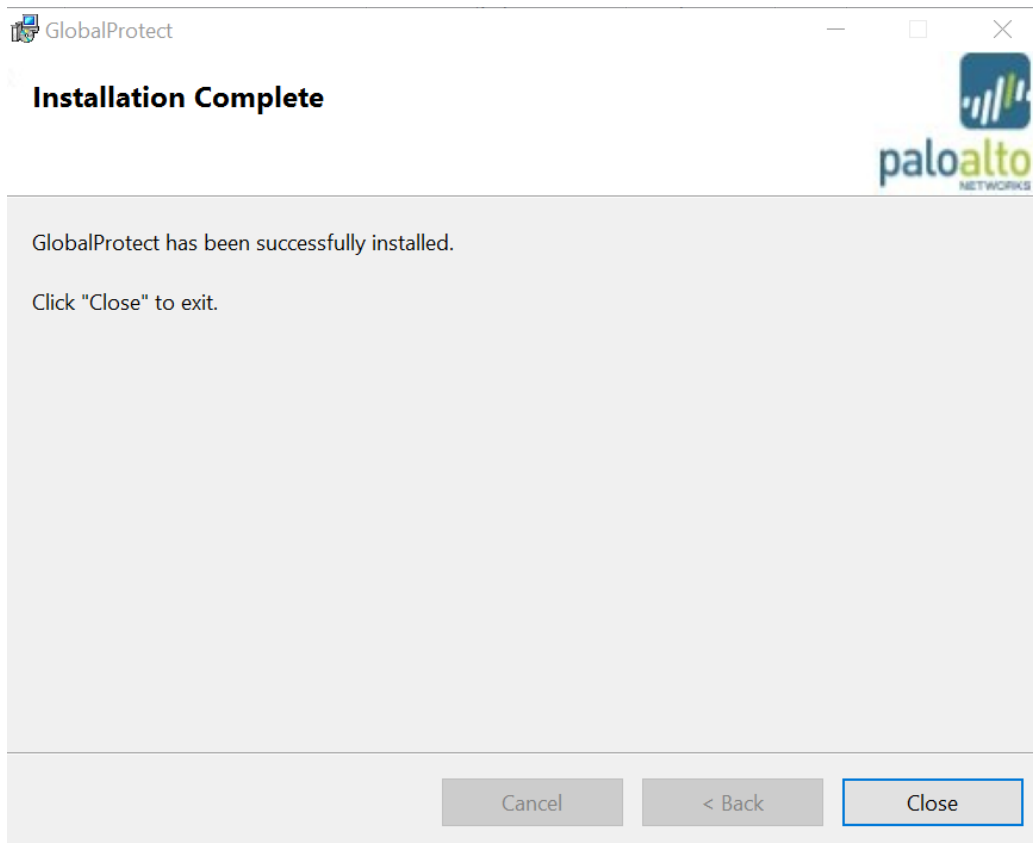 GlobalProtect
Installation Complete
paloalto
NETWORKS
GlobalProtect has been successfully installed.
Click "Close" to exit.
Cancel
< Back
Close